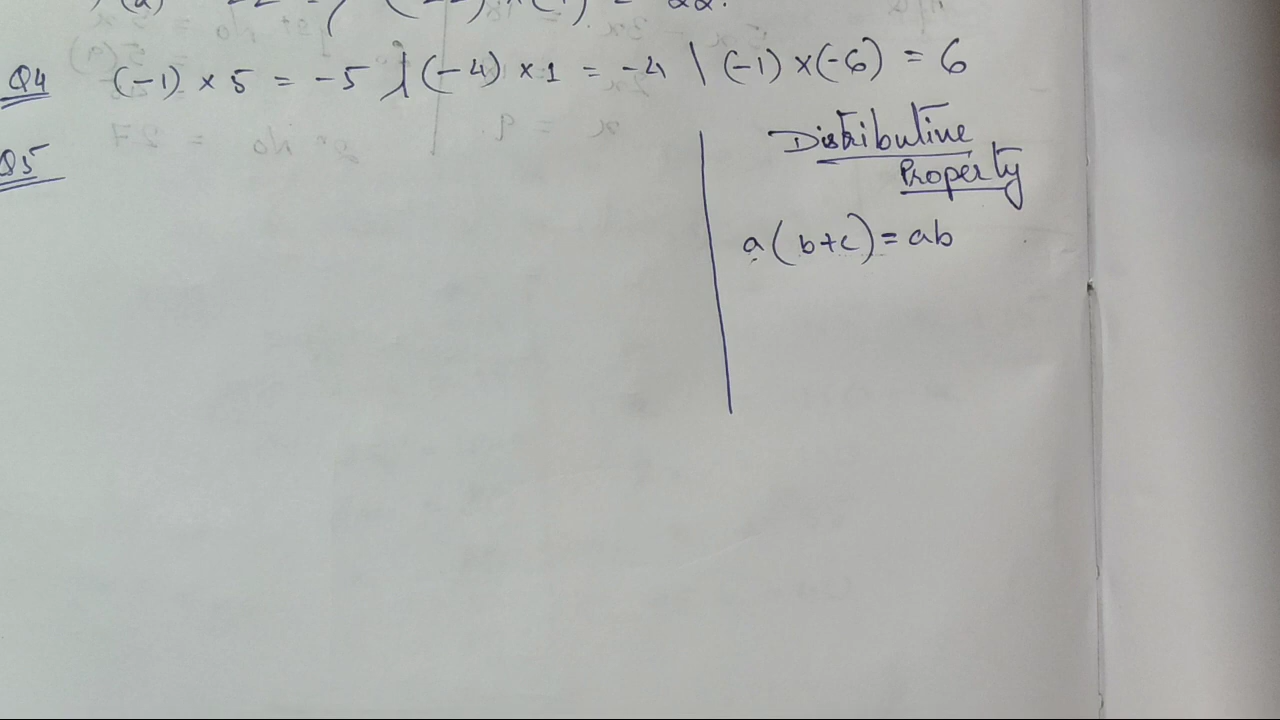 Q4 (-1) × 5 = -5 | (-4) × 1 = -4 \ (-1) × (-6) = 6
Q5
Distributive
Property
a(b+c) = ab